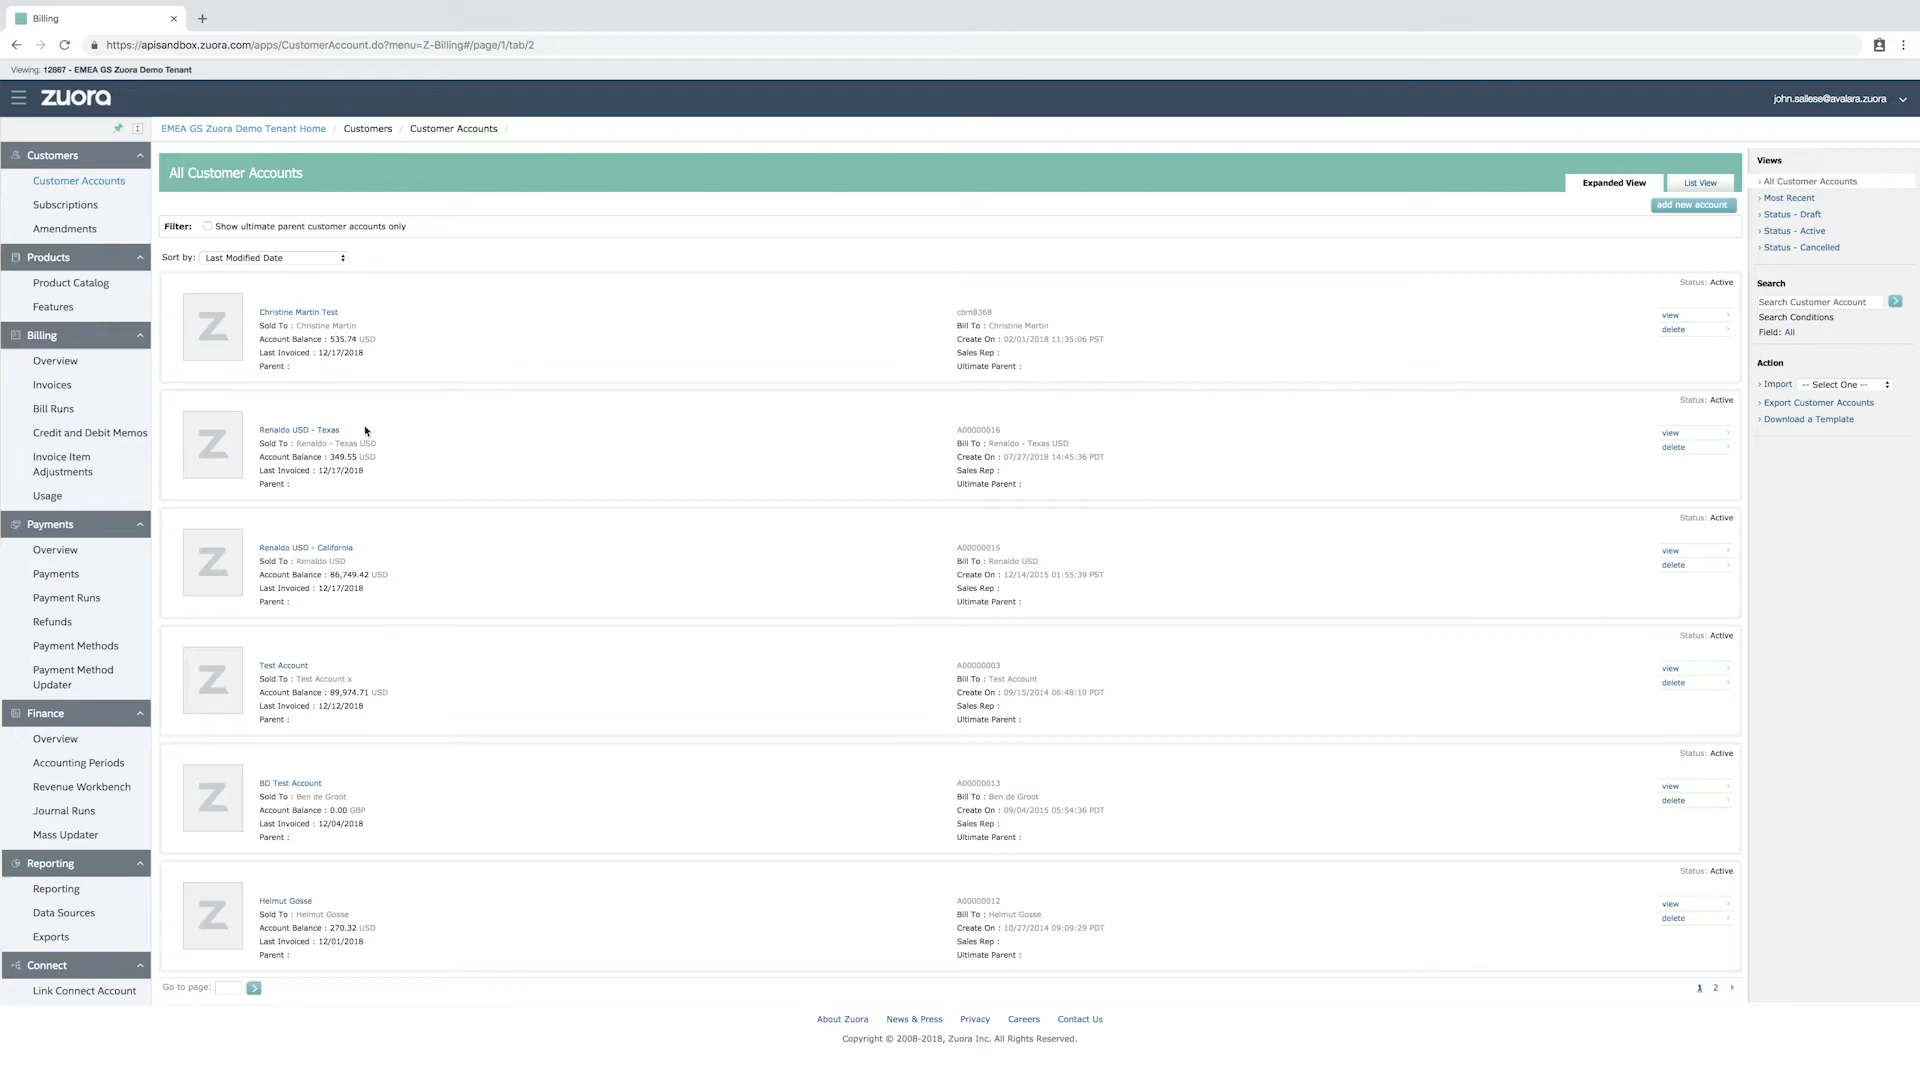 Billing
https://apisandbox.zuora.com/apps/CustomerAccount.do?menu=Z-Billing#/page/1/tab/2
Viewing: 12867 - EMEA GS Zuora Demo Tenant
zuora
john.sallese@avalara.zuora
EMEA GS Zuora Demo Tenant Home / Customers / Customer Accounts /
Customers
Customer Accounts
Subscriptions
Amendments
Products
Product Catalog
Features
Billing
Overview
Invoices
Bill Runs
Credit and Debit Memos
Invoice Item
Adjustments
Usage
Payments
Overview
Payments
Payment Runs
Refunds
Payment Methods
Payment Method
Updater
Finance
Overview
Accounting Periods
Revenue Workbench
Journal Runs
Mass Updater
Reporting
Reporting
Data Sources
Exports
Connect
Link Connect Account
All Customer Accounts
Expanded View
List View
add new account
Filter: Show ultimate parent customer accounts only
Sort by: Last Modified Date
Status: Active
Z
Christine Martin Test
Sold To : Christine Martin
Account Balance : 535.74 USD
Last Invoiced : 12/17/2018
Parent :
cbm8368
Bill To : Christine Martin
Create On : 02/01/2018 11:35:06 PST
Sales Rep :
Ultimate Parent :
view
delete
Status: Active
Z
Renaldo USD - Texas
Sold To : Renaldo - Texas USD
Account Balance : 349.55 USD
Last Invoiced : 12/17/2018
Parent :
A00000016
Bill To : Renaldo - Texas USD
Create On : 07/27/2018 14:45:36 PDT
Sales Rep :
Ultimate Parent :
view
delete
Status: Active
Z
Renaldo USD - California
Sold To : Renaldo USD
Account Balance : 86,749.42 USD
Last Invoiced : 12/17/2018
Parent :
A00000015
Bill To : Renaldo USD
Create On : 12/14/2015 01:55:39 PST
Sales Rep :
Ultimate Parent :
view
delete
Status: Active
Z
Test Account
Sold To : Test Account x
Account Balance : 89,974.71 USD
Last Invoiced : 12/12/2018
Parent :
A00000003
Bill To : Test Account
Create On : 09/15/2014 06:48:10 PDT
Sales Rep :
Ultimate Parent :
view
delete
Status: Active
Z
BD Test Account
Sold To : Ben de Groot
Account Balance : 0.00 GBP
Last Invoiced : 12/04/2018
Parent :
A00000013
Bill To : Ben de Groot
Create On : 09/04/2015 05:54:36 PDT
Sales Rep :
Ultimate Parent :
view
delete
Status: Active
Z
Helmut Gosse
Sold To : Helmut Gosse
Account Balance : 270.32 USD
Last Invoiced : 12/01/2018
Parent :
A00000012
Bill To : Helmut Gosse
Create On : 10/27/2014 09:09:29 PDT
Sales Rep :
Ultimate Parent :
view
delete
Go to page:
1 2
Views
All Customer Accounts
Most Recent
Status - Draft
Status - Active
Status - Cancelled
Search
Search Customer Account
Search Conditions
Field: All
Action
Import -- Select One --
Export Customer Accounts
Download a Template
About Zuora News & Press Privacy Careers Contact Us
Copyright © 2008-2018, Zuora Inc. All Rights Reserved.